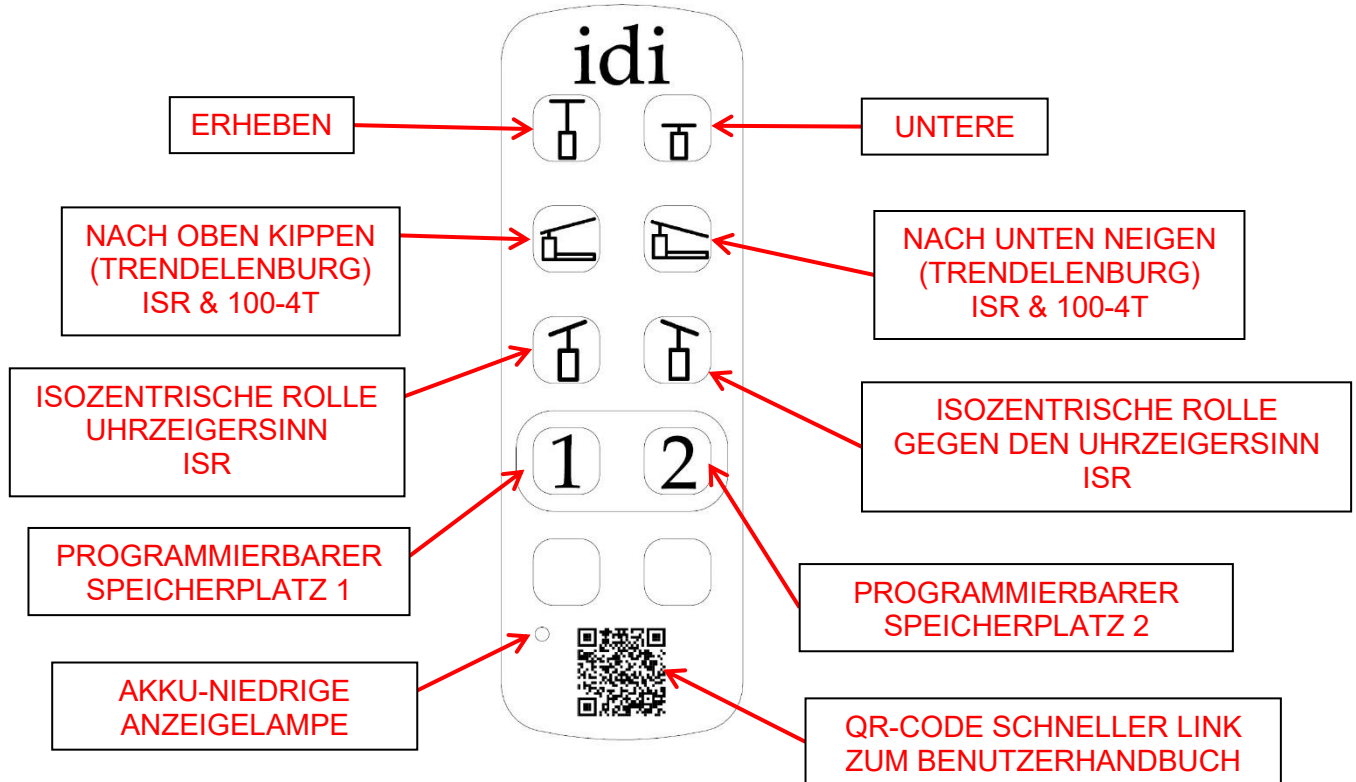 idi
ERHEBEN
UNTERE
NACH OBEN KIPPEN
(TRENDELENBURG)
ISR & 100-4T
NACH UNTEN NEIGEN
(TRENDELENBURG)
ISR & 100-4T
ISOZENTRISCHE ROLLE
UHRZEIGERSINN
ISR
ISOZENTRISCHE ROLLE
GEGEN DEN UHRZEIGERSINN
ISR
1
2
PROGRAMMIERBARER
SPEICHERPLATZ 1
PROGRAMMIERBARER
SPEICHERPLATZ 2
AKKU-NIEDRIGE
ANZEIGELAMPE
QR-CODE SCHNELLER LINK
ZUM BENUTZERHANDBUCH